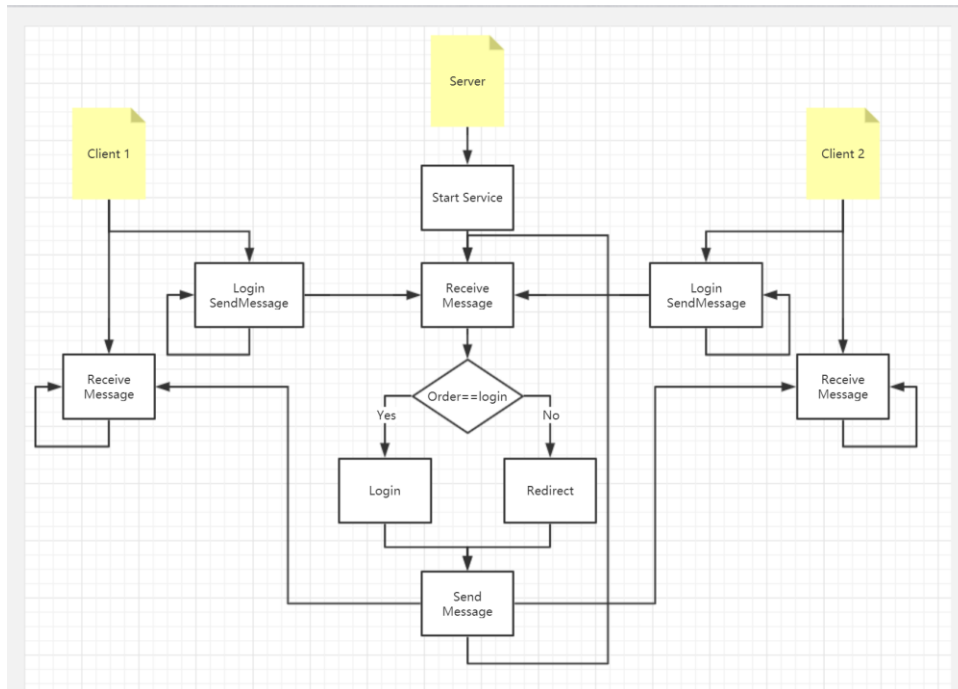 Server
Client 1
Client 2
Start Service
Login
SendMessage
Receive
Message
Login
SendMessage
Receive
Message
Receive
Message
Order==login
Yes
No
Login
Redirect
Send
Message